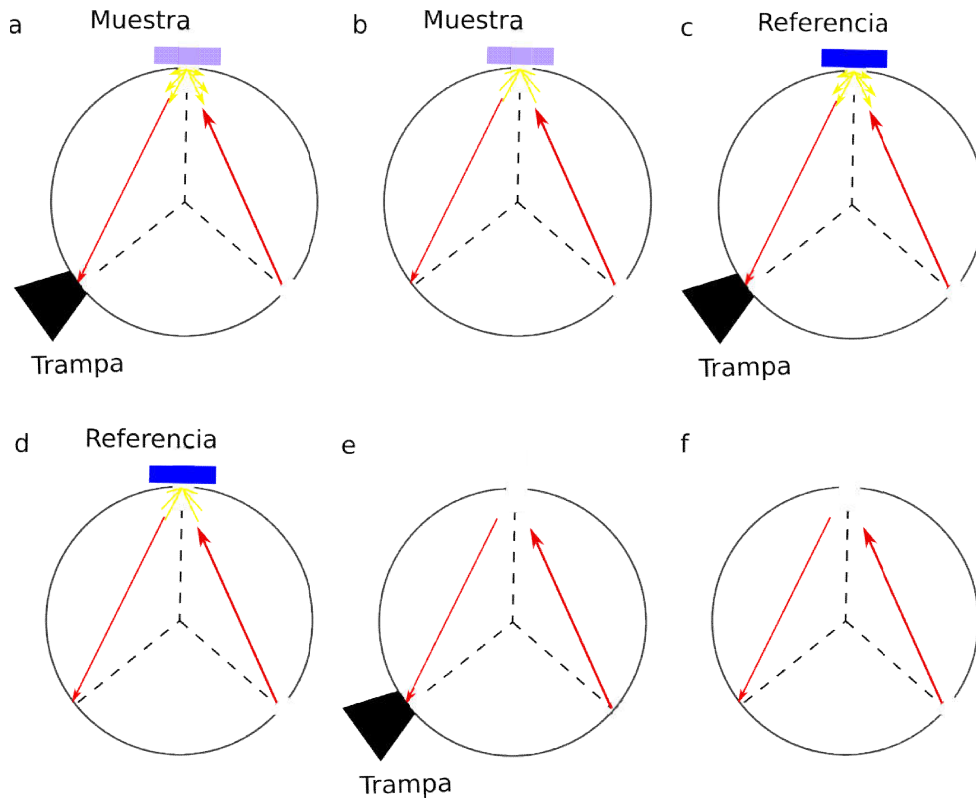 a
Muestra
b
Muestra
c
Referencia
Trampa
Trampa
d
Referencia
e
f
Trampa